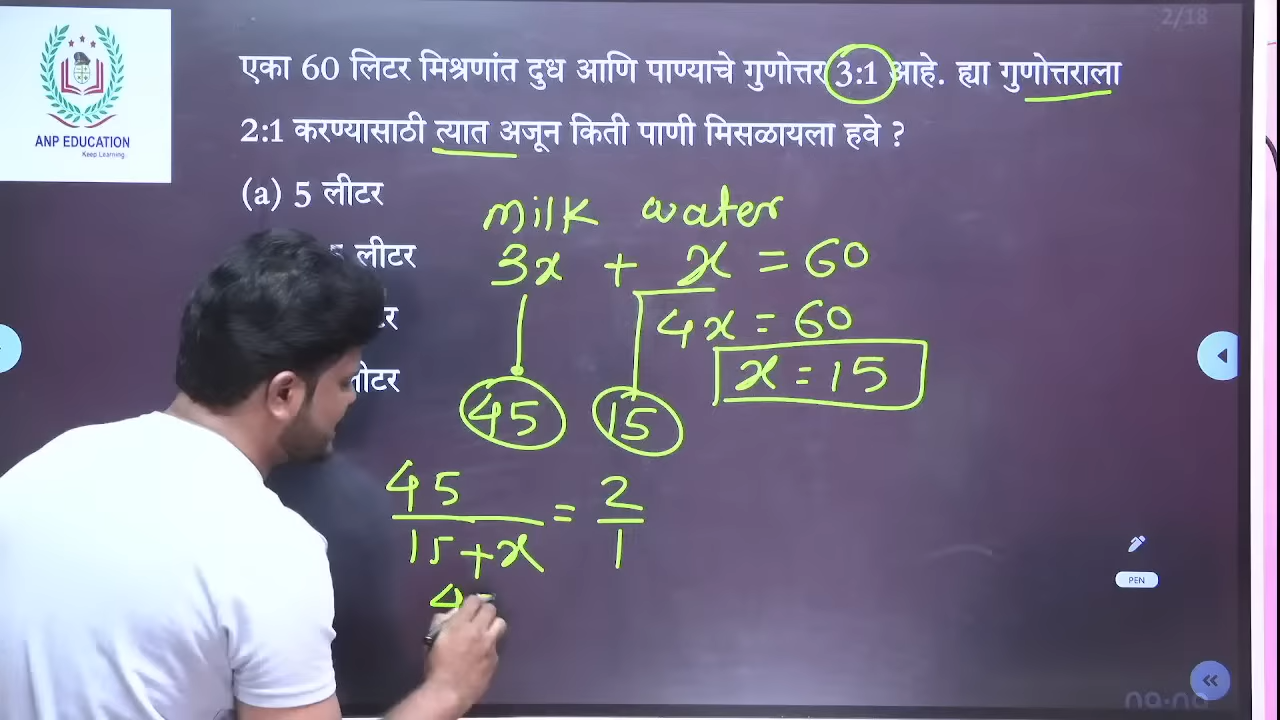 2/18
ANP EDUCATION
Keep Learning.
एका 60 लिटर मिश्रणांत दुध आणि पाण्याचे गुणोत्तर 3:1 आहे. ह्या गुणोत्तराला
2:1 करण्यासाठी त्यात अजून किती पाणी मिसळायला हवे ?
(a) 5 लीटर
लीटर
milk water
3x + x = 60
4x = 60
x = 15
45 15
45/15+x = 2/1
PEN